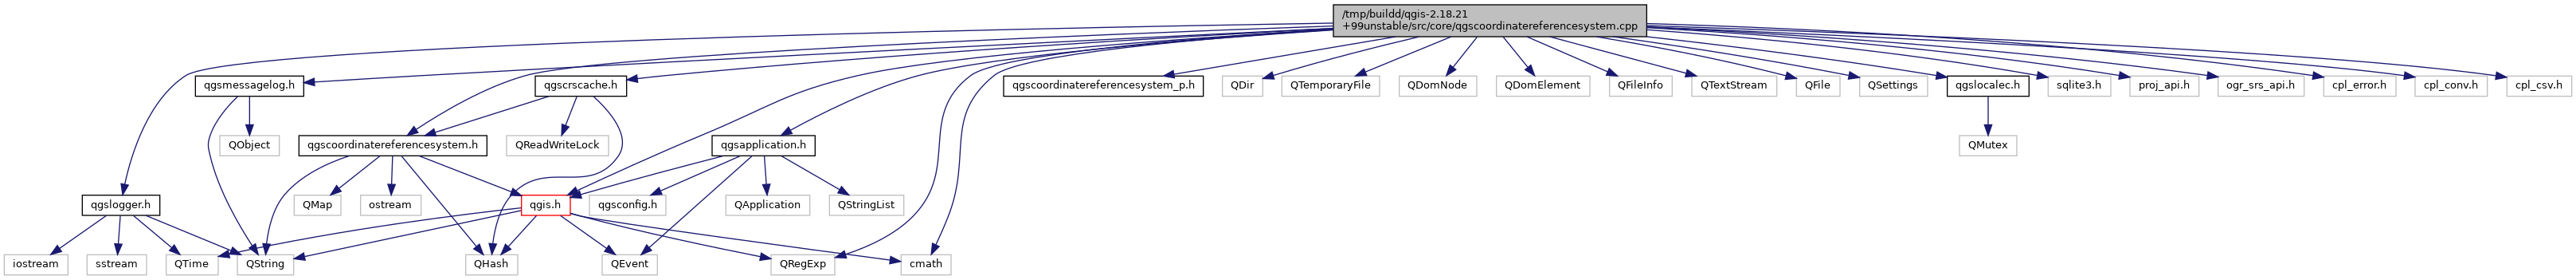 /tmp/buildd/qgis-2.18.21
+99unstable/src/core/qgscoordinatereferencesystem.cpp
qgsmessagelog.h
qgscrscache.h
qgscoordinatereferencesystem_p.h
QDir
QTemporaryFile
QDomNode
QDomElement
QFileInfo
QTextStream
QFile
QSettings
qgslocalec.h
sqlite3.h
proj_api.h
ogr_srs_api.h
cpl_error.h
cpl_conv.h
cpl_csv.h
QObject
qgscoordinatereferencesystem.h
QReadWriteLock
qgsapplication.h
QMutex
qgslogger.h
QMap
ostream
qgis.h
qgsconfig.h
QApplication
QStringList
iostream
sstream
QTime
QString
QHash
QEvent
QRegExp
cmath